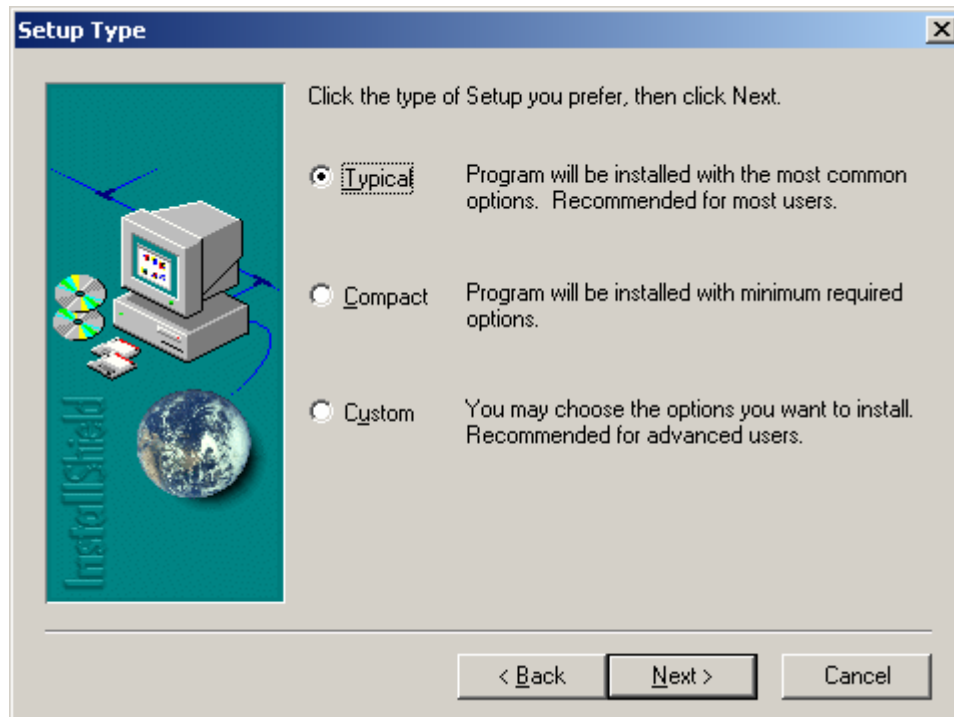 Setup Type
Click the type of Setup you prefer, then click Next.
Typical
Program will be installed with the most common
options.  Recommended for most users.
Compact
Program will be installed with minimum required
options.
Custom
You may choose the options you want to install.
Recommended for advanced users.
InstallShield
< Back
Next >
Cancel